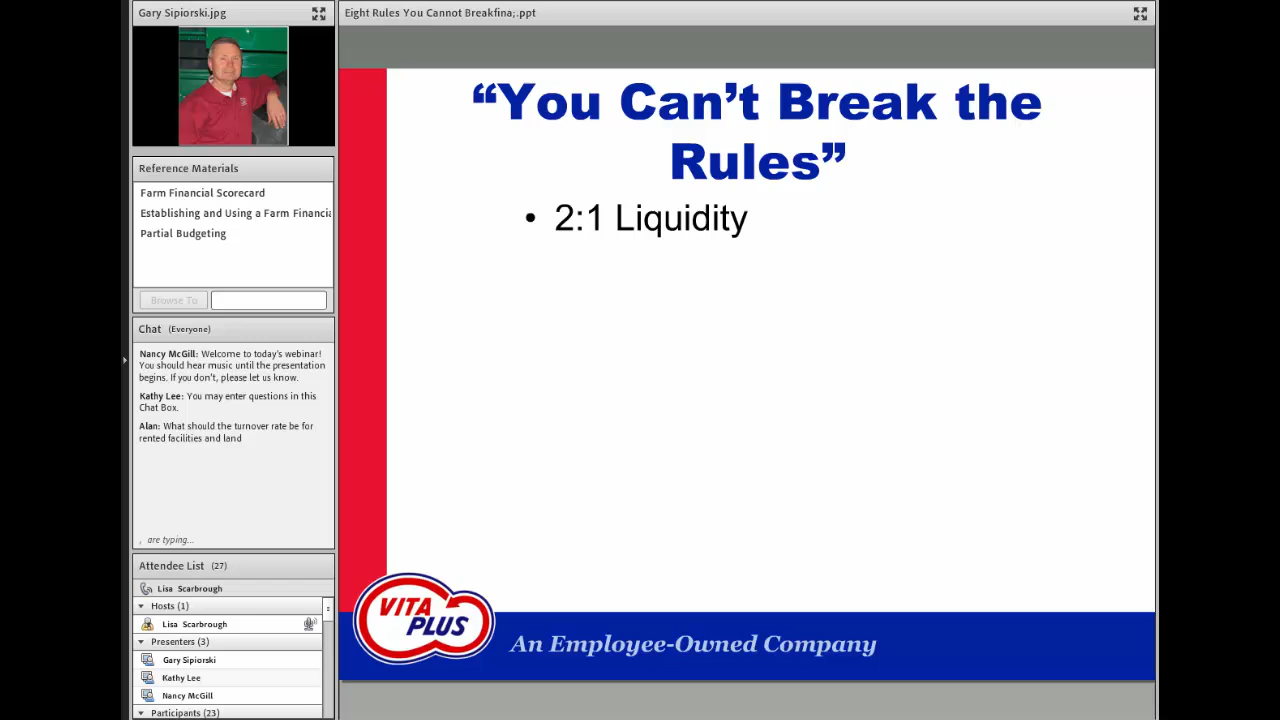 Gary Sipiorski.jpg
Reference Materials
Farm Financial Scorecard
Establishing and Using a Farm Financia
Partial Budgeting
Browse To
Chat (Everyone)
Nancy McGill: Welcome to today's webinar!
You should hear music until the presentation
begins. If you don't, please let us know.
Kathy Lee: You may enter questions in this
Chat Box.
Alan: What should the turnover rate be for
rented facilities and land
, are typing...
Attendee List (27)
Lisa Scarbrough
Hosts (1)
Lisa Scarbrough
Presenters (3)
Gary Sipiorski
Kathy Lee
Nancy McGill
Participants (23)
Eight Rules You Cannot Breakfina;.ppt
“You Can’t Break the
Rules”
• 2:1 Liquidity
VITA
PLUS
An Employee-Owned Company